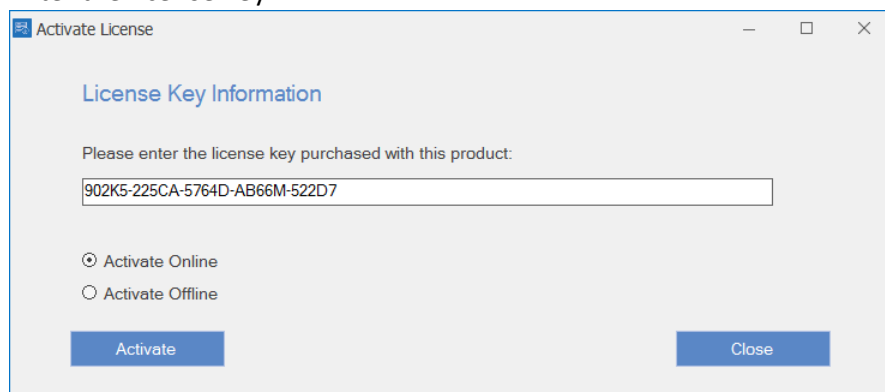 Activate License
License Key Information
Please enter the license key purchased with this product:
902K5-225CA-5764D-AB66M-522D7
Activate Online
Activate Offline
Activate
Close